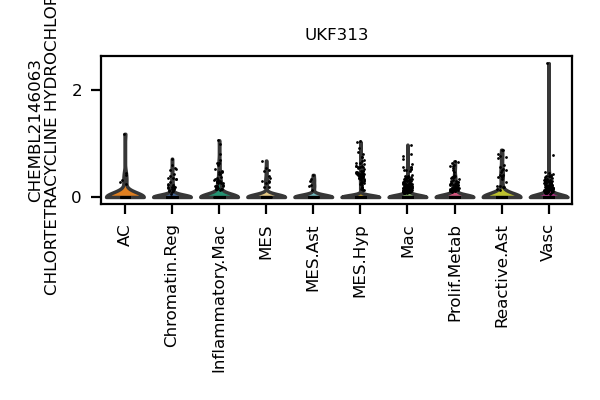 UKF313
CHEMBL2146063
CHLORTETRACYCLINE HYDROCHLOR
2
0
AC
Chromatin.Reg
Inflammatory.Mac
MES
MES.Ast
MES.Hyp
Mac
Prolif.Metab
Reactive.Ast
Vasc